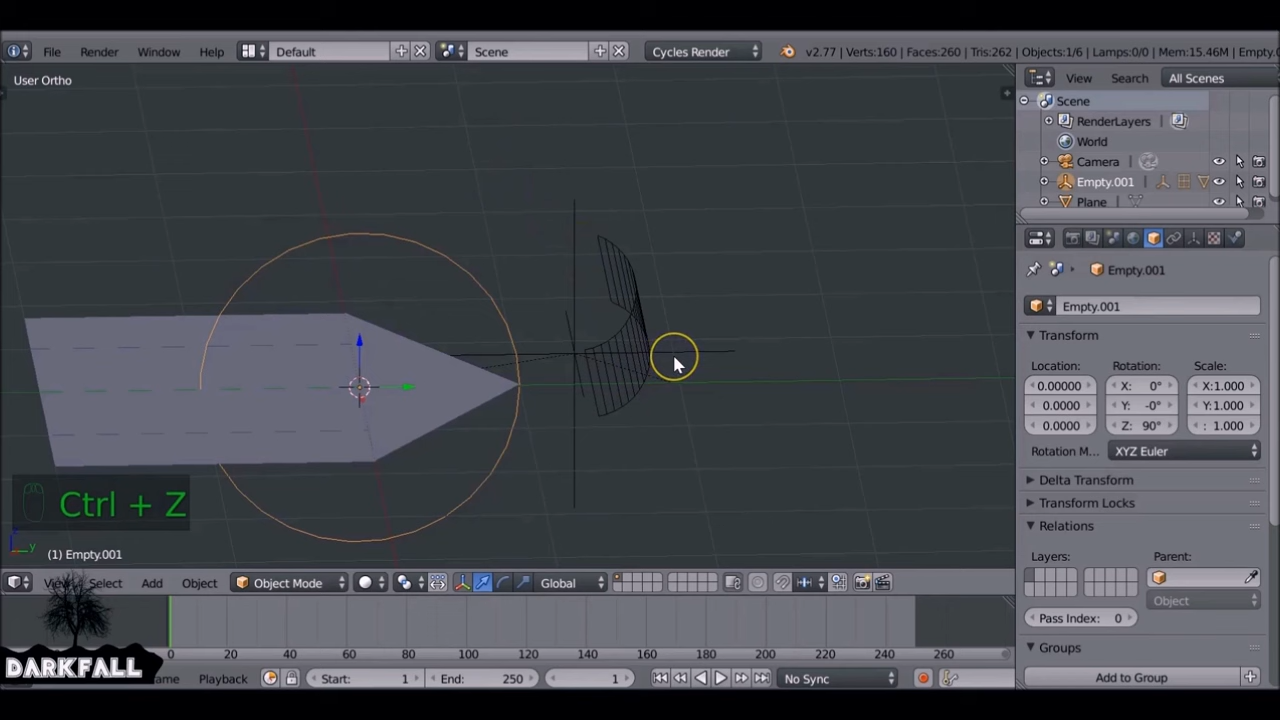 File Render Window Help Default Scene Cycles Render v2.77 | Verts:160 | Faces:260 | Tris:262 | Objects:1/6 | Lamps:0/0 | Mem:15.46M | Empty.
User Ortho
View Search All Scenes
Scene
RenderLayers
World
Camera
Empty.001
Plane
Empty.001
Empty.001
Transform
Location: Rotation: Scale:
0.00000 X: 0° X:1.000
0.0000 Y: -0° Y:1.000
0.0000 Z: 90° : 1.000
Rotation M... XYZ Euler
Delta Transform
Transform Locks
Relations
Layers: Parent:
Object
Pass Index: 0
Groups
Add to Group
Ctrl + Z
y
(1) Empty.001
View Select Add Object Object Mode Global
0 20 40 60 80 100 120 140 160 180 200 220 240 260
DARKFALL
Playback Start: 1 End: 250 1 No Sync